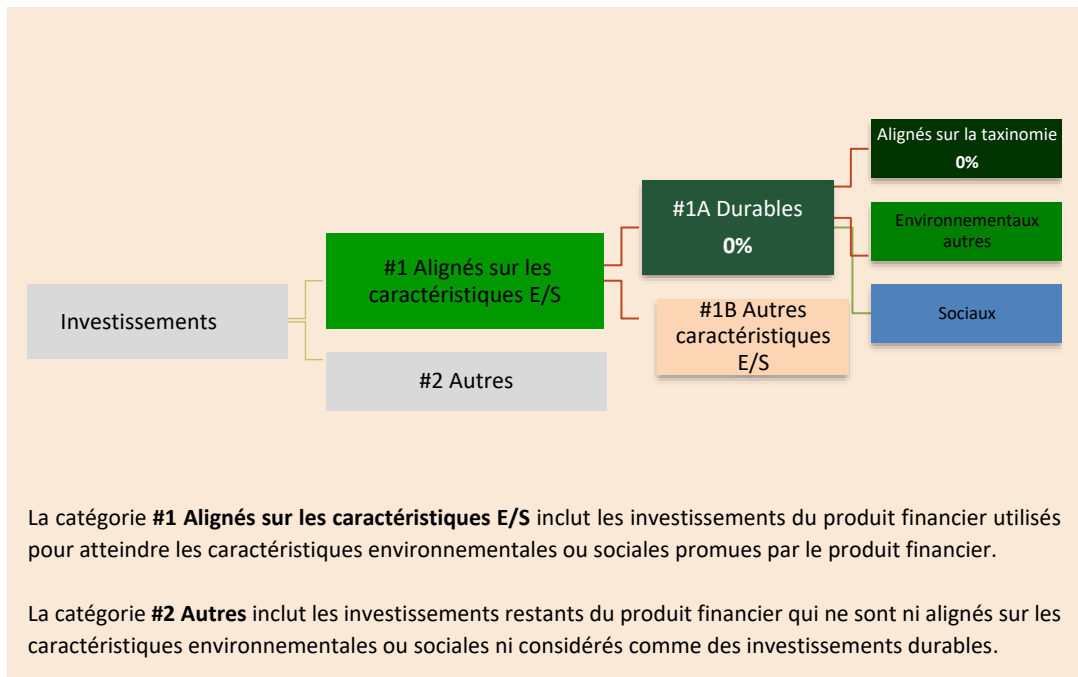 Investissements
#1 Alignés sur les
caractéristiques E/S
#2 Autres
#1A Durables
0%
#1B Autres
caractéristiques
E/S
Alignés sur la taxinomie
0%
Environnementaux
autres
Sociaux
La catégorie #1 Alignés sur les caractéristiques E/S inclut les investissements du produit financier utilisés
pour atteindre les caractéristiques environnementales ou sociales promues par le produit financier.
La catégorie #2 Autres inclut les investissements restants du produit financier qui ne sont ni alignés sur les
caractéristiques environnementales ou sociales ni considérés comme des investissements durables.